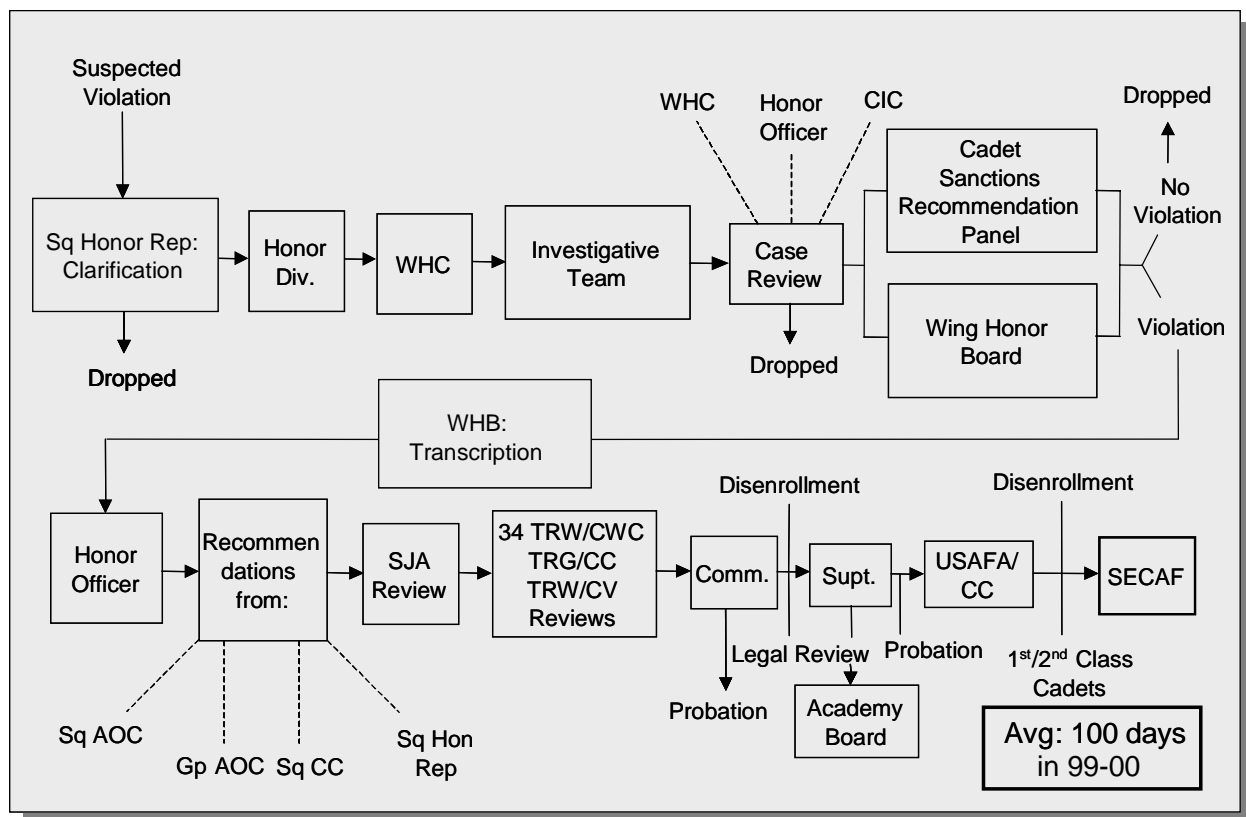 Suspected
Violation
Sq Honor Rep:
Clarification
Dropped
Honor
Div.
WHC
Investigative
Team
WHC
Honor
Officer
CIC
Case
Review
Dropped
Cadet
Sanctions
Recommendation
Panel
Wing Honor
Board
Dropped
No
Violation
Violation
WHB:
Transcription
Honor
Officer
Recommen
dations
from:
Sq AOC
Gp AOC
Sq CC
Sq Hon
Rep
SJA
Review
34 TRW/CWC
TRG/CC
TRW/CV
Reviews
Comm.
Probation
Disenrollment
Legal Review
Supt.
Academy
Board
Probation
USAFA/
CC
Disenrollment
1st/2nd Class
Cadets
SECAF
Avg: 100 days
in 99-00